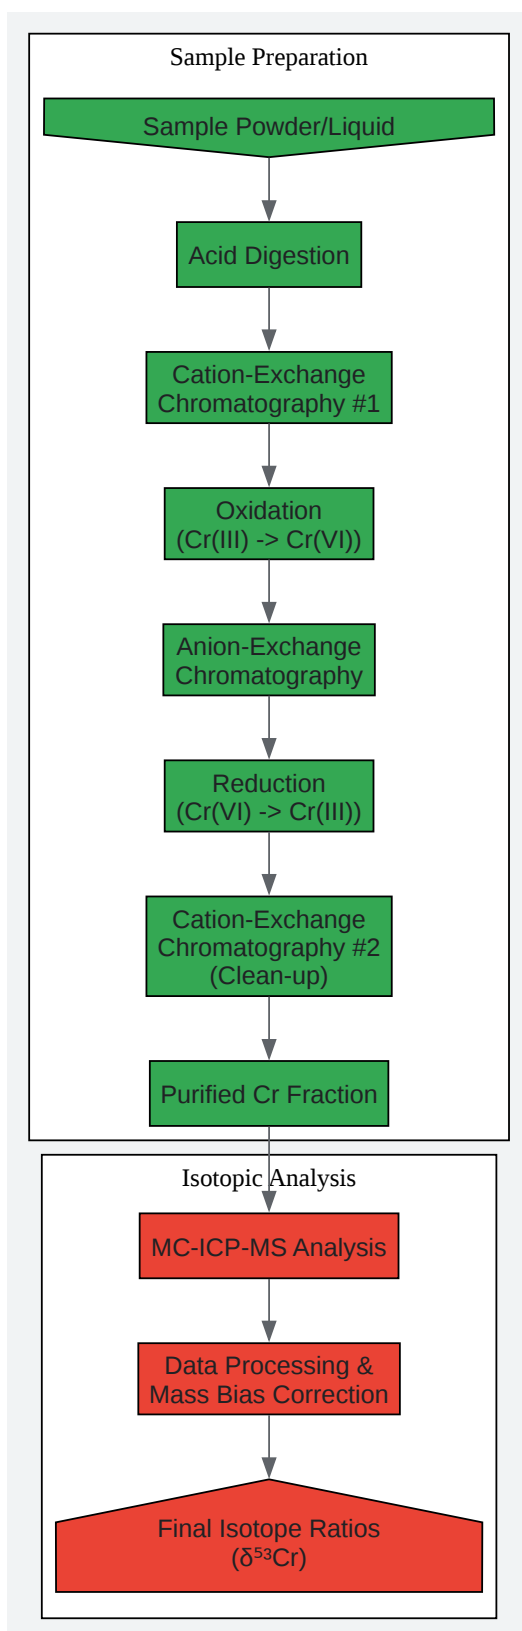 Sample Preparation
Sample Powder/Liquid
Acid Digestion
Cation-Exchange
Chromatography #1
Oxidation
(Cr(III) -> Cr(VI))
Anion-Exchange
Chromatography
Reduction
(Cr(VI) -> Cr(III))
Cation-Exchange
Chromatography #2
(Clean-up)
Purified Cr Fraction
Isotopic Analysis
MC-ICP-MS Analysis
Data Processing &
Mass Bias Correction
Final Isotope Ratios
(δ⁵³Cr)